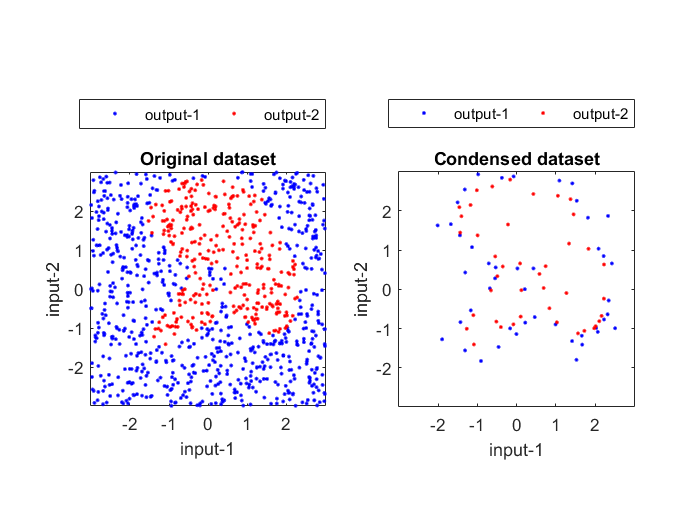 output-1 output-2
Original dataset
2
1
0
-1
-2
input-2
-2 -1 0 1 2
input-1
output-1 output-2
Condensed dataset
2
1
0
-1
-2
input-2
-2 -1 0 1 2
input-1